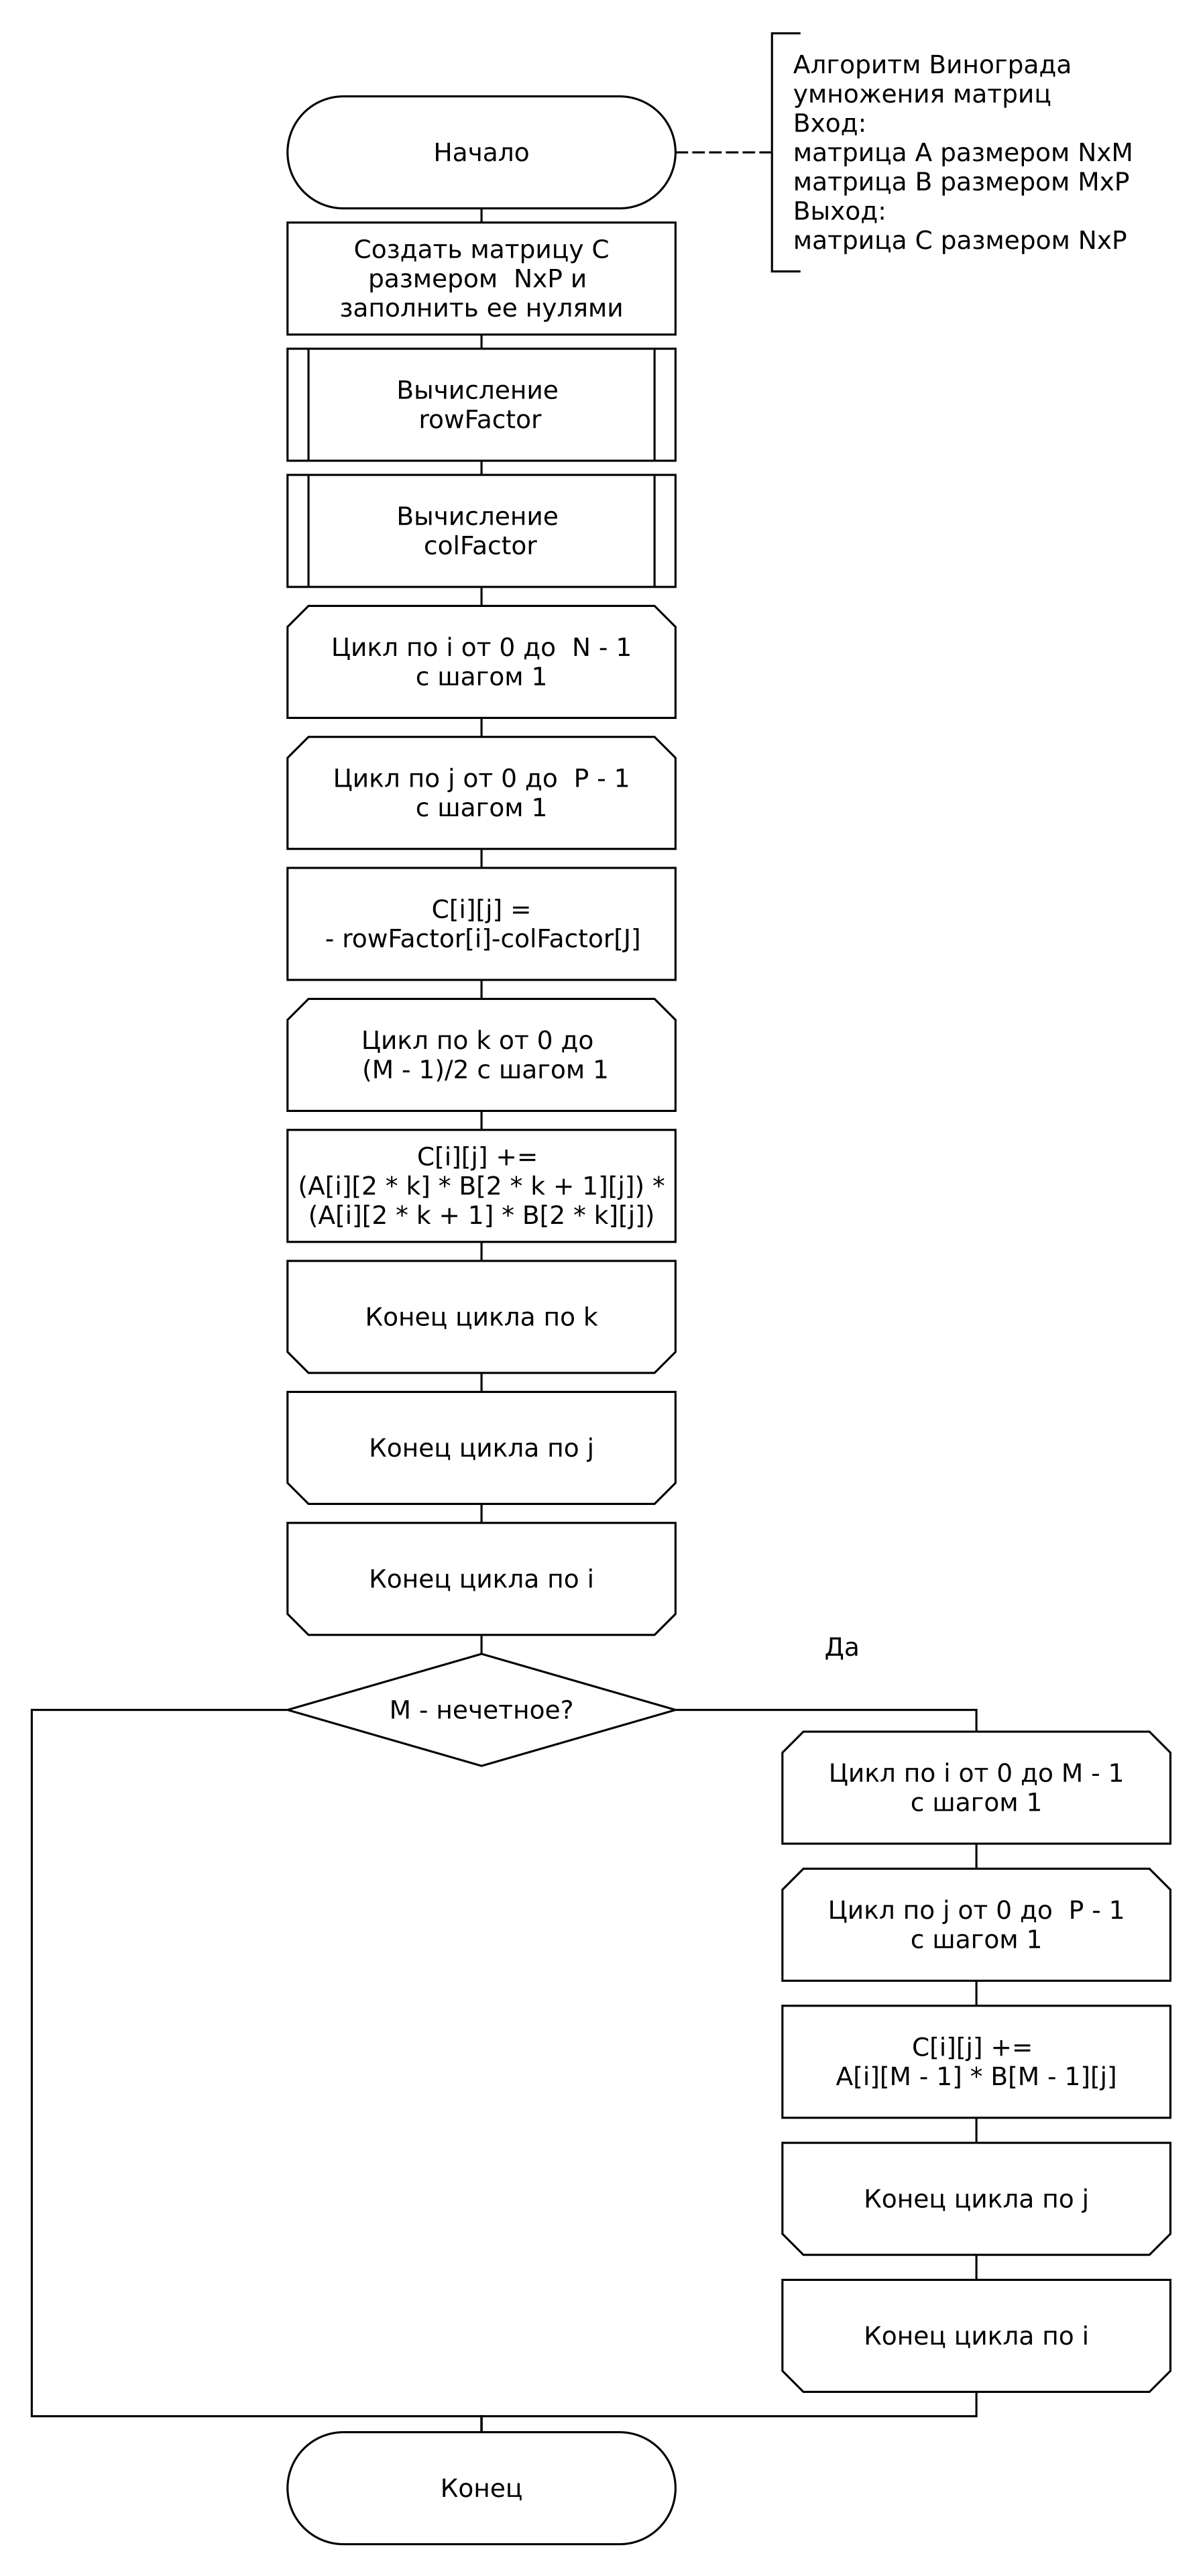 Алгоритм Винограда
умножения матриц
Вход:
матрица A размером NxM
матрица B размером MxP
Выход:
матрица C размером NxP
Начало
Создать матрицу C
размером  NxP и
заполнить ее нулями
Вычисление
rowFactor
Вычисление
colFactor
Цикл по i от 0 до  N - 1
с шагом 1
Цикл по j от 0 до  P - 1
с шагом 1
C[i][j] =
- rowFactor[i]-colFactor[J]
Цикл по k от 0 до
(M - 1)/2 с шагом 1
C[i][j] +=
(A[i][2 * k] * B[2 * k + 1][j]) *
(A[i][2 * k + 1] * B[2 * k][j])
Конец цикла по k
Конец цикла по j
Конец цикла по i
Да
M - нечетное?
Цикл по i от 0 до M - 1
с шагом 1
Цикл по j от 0 до  P - 1
с шагом 1
C[i][j] +=
A[i][M - 1] * B[M - 1][j]
Конец цикла по j
Конец цикла по i
Конец